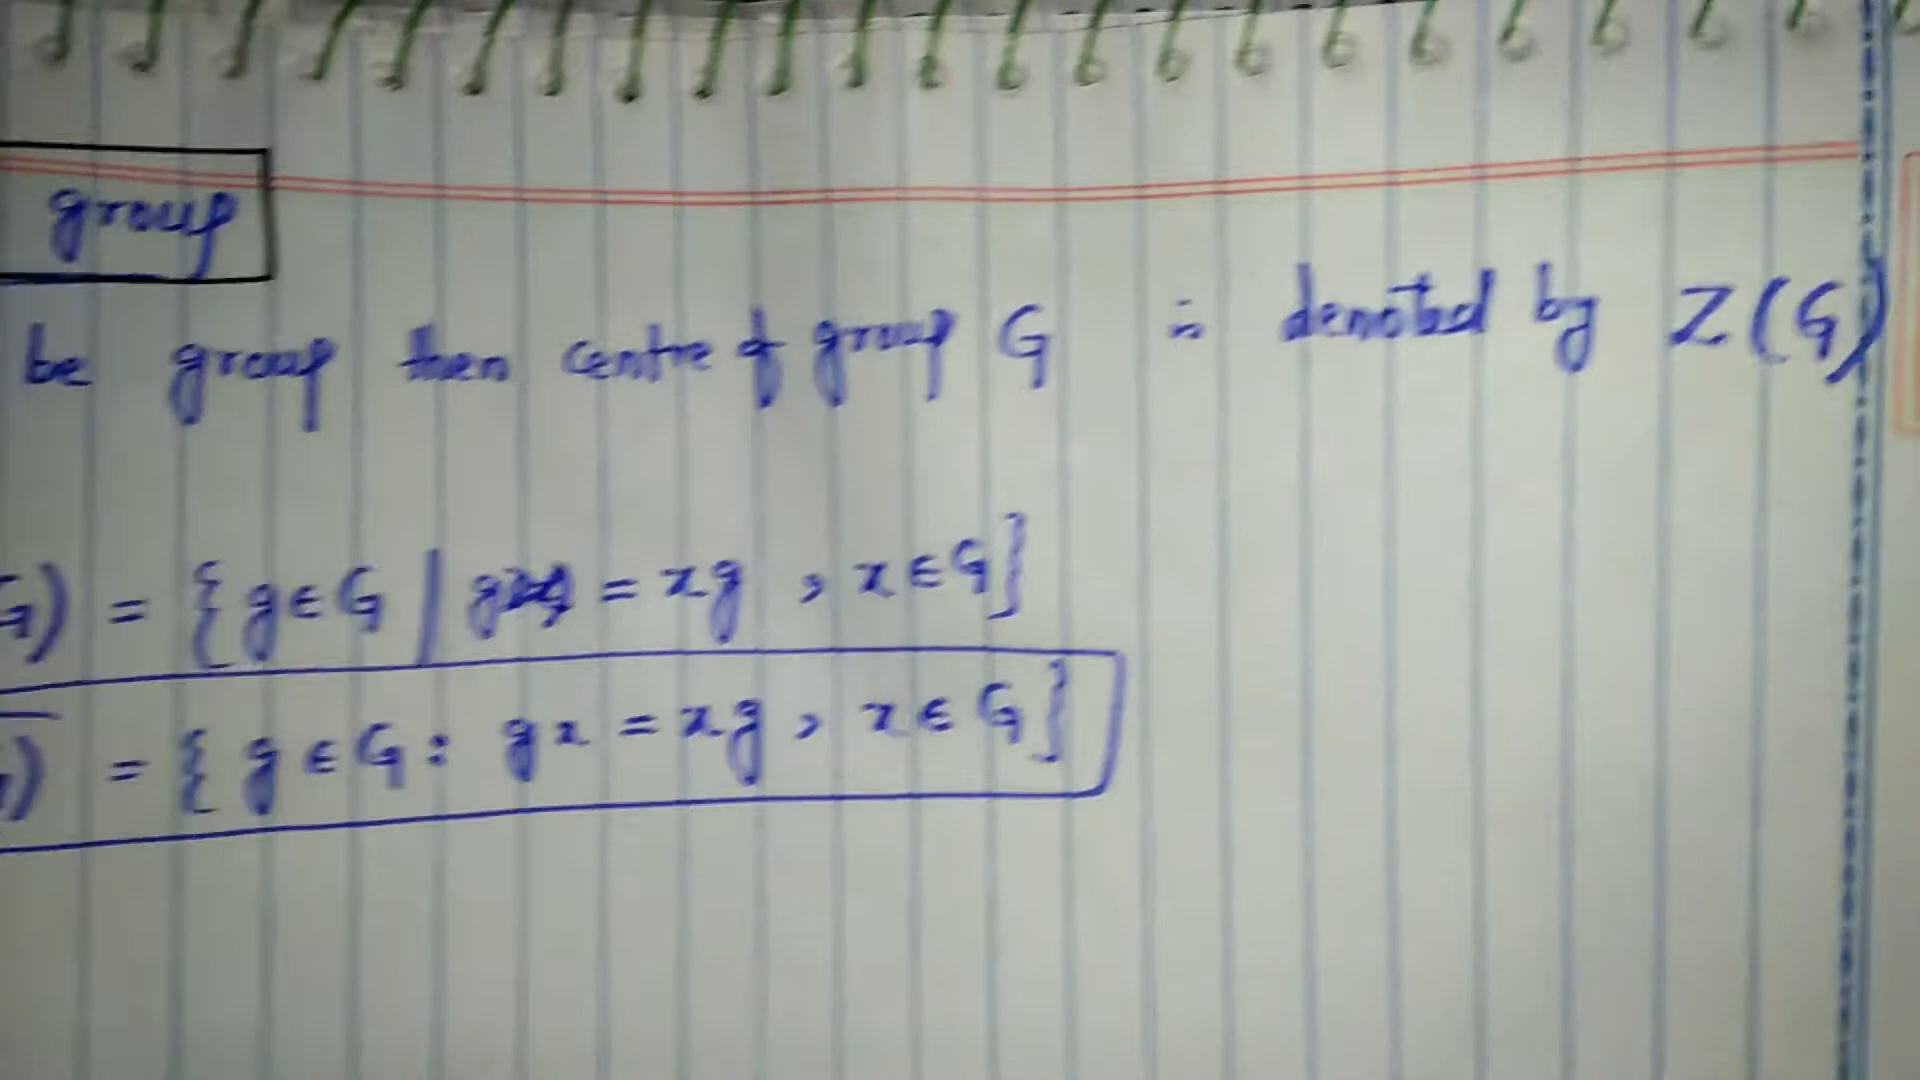 group
be group then centre of group G is denoted by Z(G)
G) = {g∈G | gx = xg , x∈G}
) = {g∈G : gx = xg , x∈G}